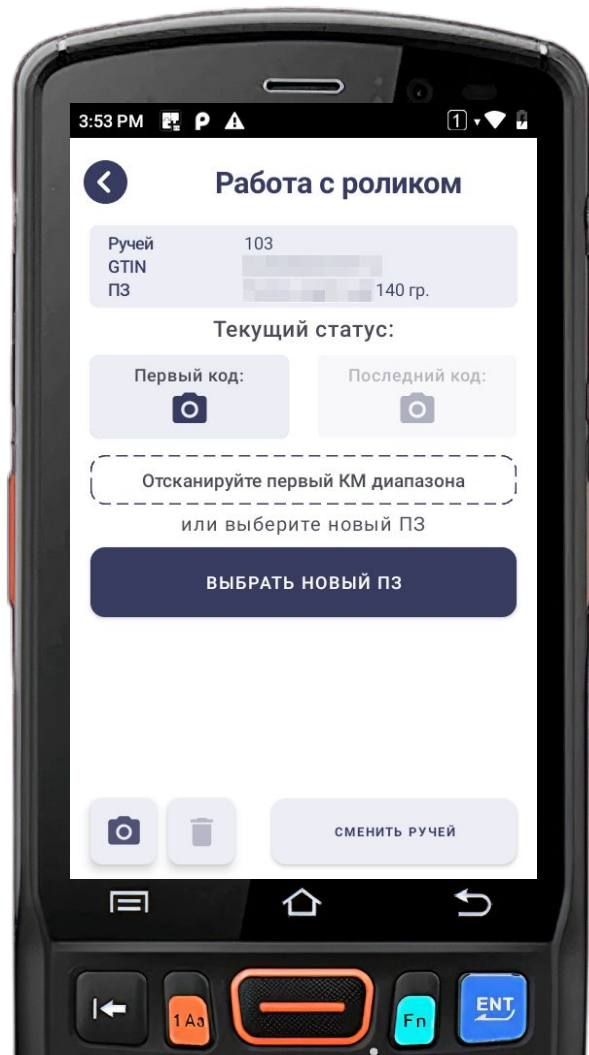 3:53 PM
1
Работа с роликом
Ручей 103
GTIN
ПЗ 140 гр.
Текущий статус:
Первый код:
Последний код:
Отсканируйте первый КМ диапазона
или выберите новый ПЗ
ВЫБРАТЬ НОВЫЙ ПЗ
СМЕНИТЬ РУЧЕЙ
1 Aa
Fn
ENT